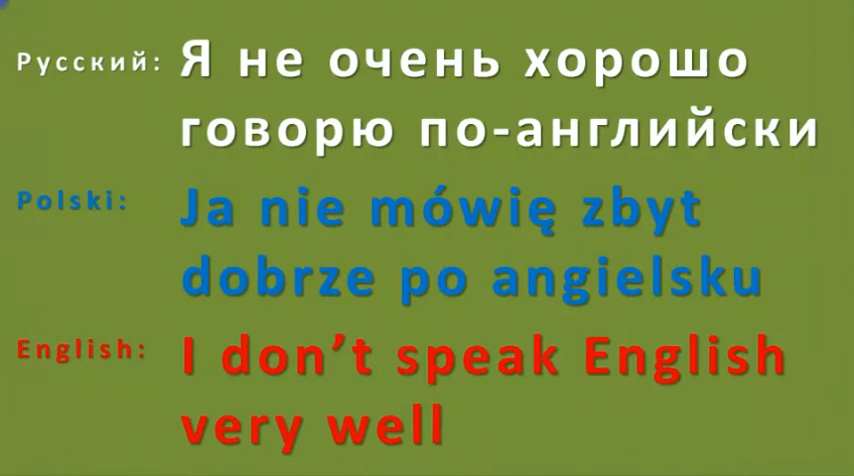 Русский: Я не очень хорошо
говорю по-английски
Polski: Ja nie mówię zbyt
dobrze po angielsku
English: I don’t speak English
very well